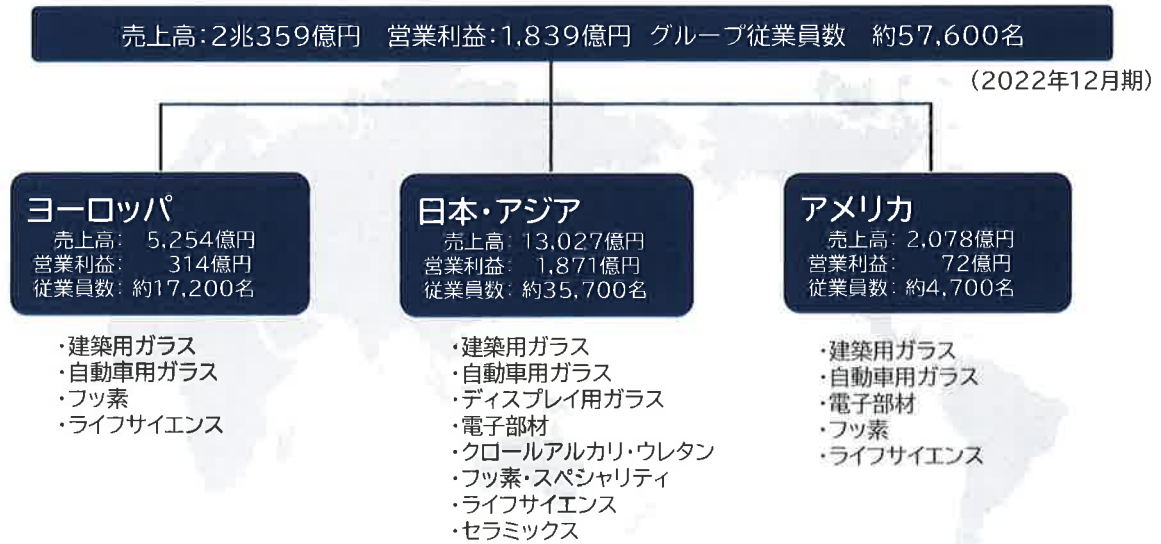 売上高:2兆359億円 営業利益:1,839億円 グループ従業員数 約57,600名
(2022年12月期)
ヨーロッパ
売上高: 5,254億円
営業利益: 314億円
従業員数: 約17,200名
・建築用ガラス
・自動車用ガラス
・フッ素
・ライフサイエンス
日本・アジア
売上高: 13,027億円
営業利益: 1,871億円
従業員数: 約35,700名
・建築用ガラス
・自動車用ガラス
・ディスプレイ用ガラス
・電子部材
・クロールアルカリ・ウレタン
・フッ素・スペシャリティ
・ライフサイエンス
・セラミックス
アメリカ
売上高: 2,078億円
営業利益: 72億円
従業員数: 約4,700名
・建築用ガラス
・自動車用ガラス
・電子部材
・フッ素
・ライフサイエンス